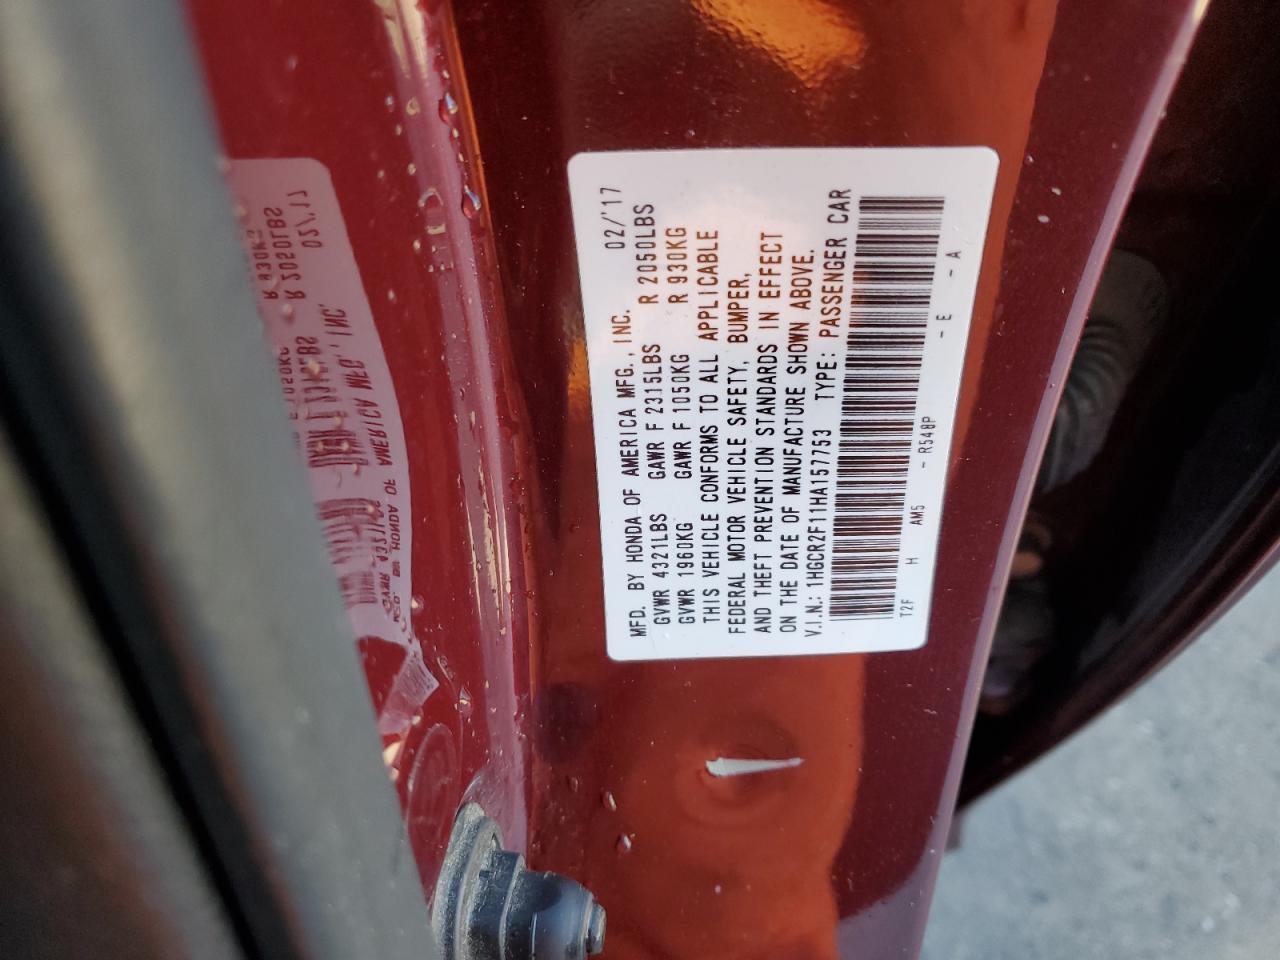 MFD. BY HONDA OF AMERICA MFG., INC. 02/'17
GVWR 4321LBS GAWR F 2315LBS R 2050LBS
GVWR 1960KG GAWR F 1050KG R 930KG
THIS VEHICLE CONFORMS TO ALL APPLICABLE
FEDERAL MOTOR VEHICLE SAFETY, BUMPER,
AND THEFT PREVENTION STANDARDS IN EFFECT
ON THE DATE OF MANUFACTURE SHOWN ABOVE.
V.I.N.: 1HGCR2F11HA157753 TYPE: PASSENGER CAR
T2F H AM5 - R548P - E - A